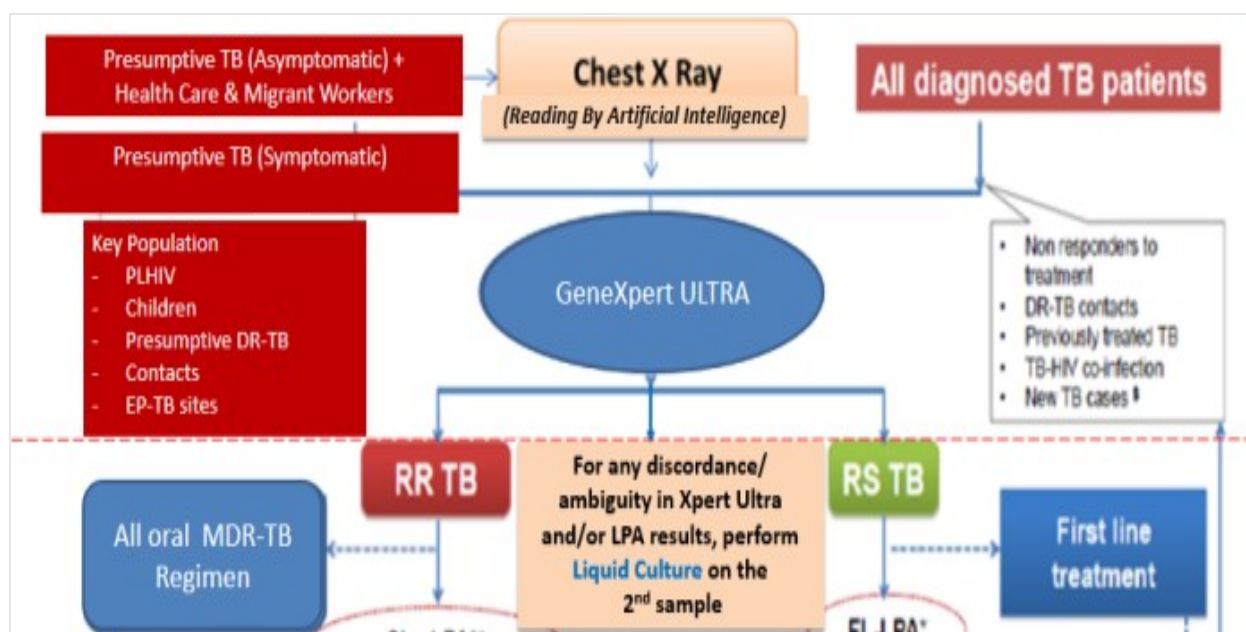 Presumptive TB (Asymptomatic) +
Health Care & Migrant Workers
Chest X Ray
(Reading By Artificial Intelligence)
All diagnosed TB patients
Presumptive TB (Symptomatic)
Key Population
- PLHIV
- Children
- Presumptive DR-TB
- Contacts
- EP-TB sites
GeneXpert ULTRA
• Non responders to
treatment
• DR-TB contacts
• Previously treated TB
• TB-HIV co-infection
• New TB cases $
RR TB
For any discordance/
ambiguity in Xpert Ultra
and/or LPA results, perform
Liquid Culture on the
2nd sample
RS TB
All oral MDR-TB
Regimen
First line
treatment